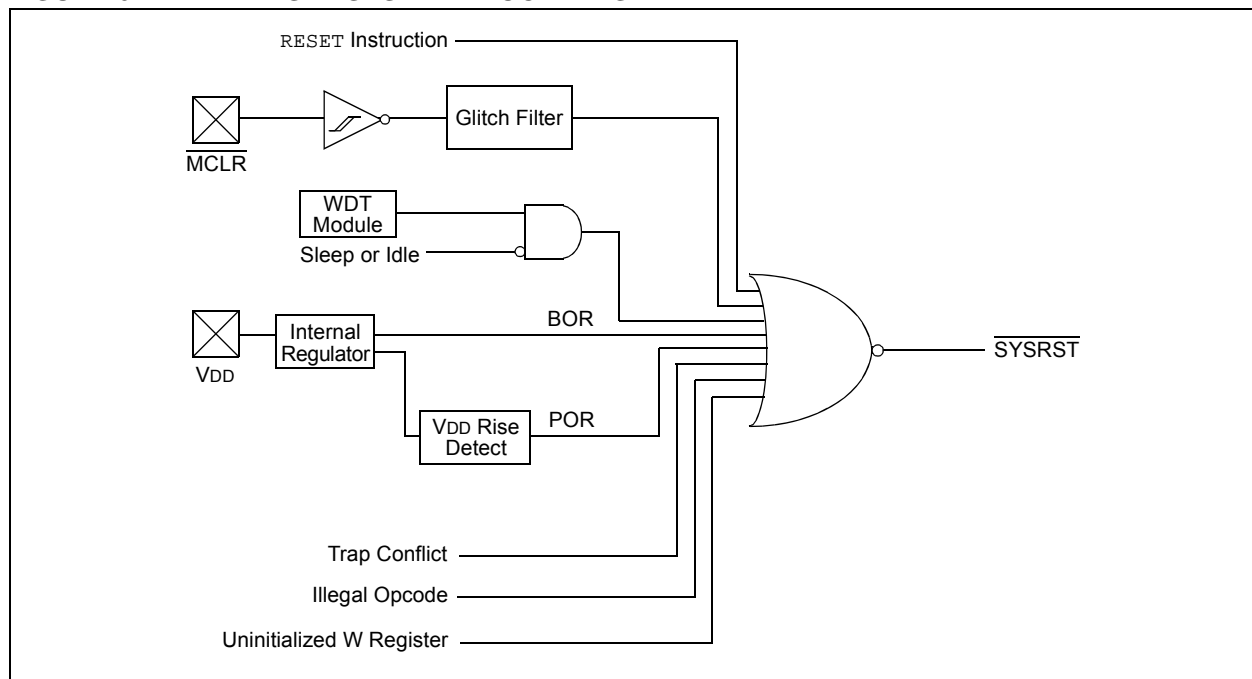 RESET Instruction
Glitch Filter
MCLR
WDT
Module
Sleep or Idle
BOR
Internal
Regulator
VDD
SYSRST
POR
VDD Rise
Detect
Trap Conflict
Illegal Opcode
Uninitialized W Register